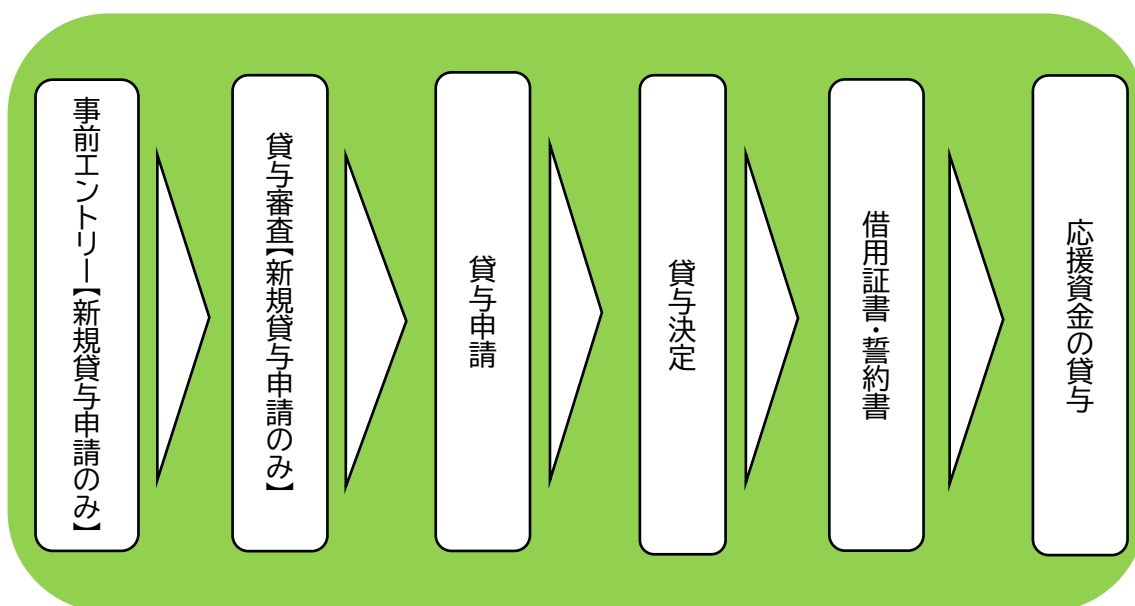 事前エントリー【新規貸与申請のみ】
貸与審査【新規貸与申請のみ】
貸与申請
貸与決定
借用証書・誓約書
応援資金の貸与